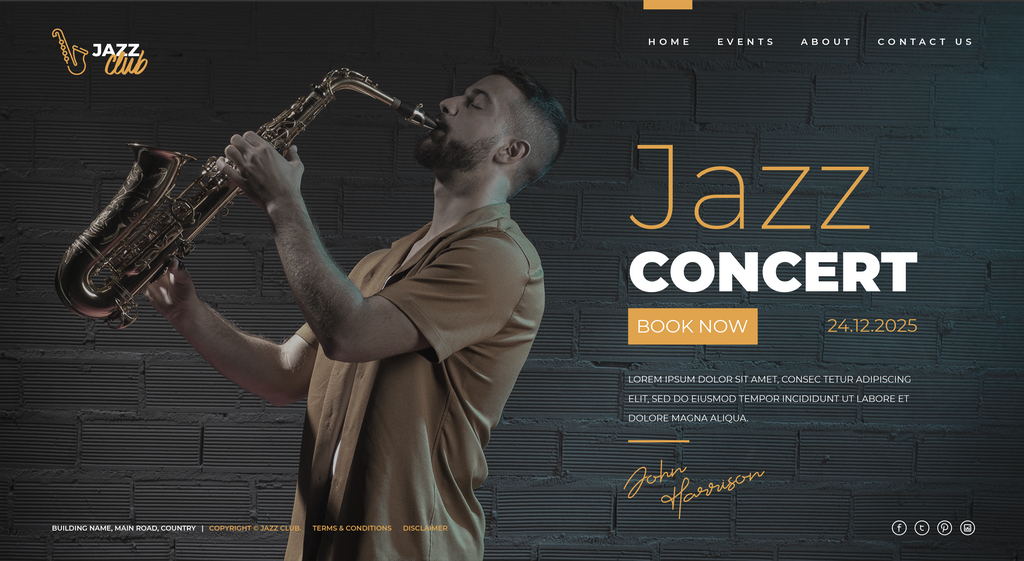 JAZZ
Club
HOME EVENTS ABOUT CONTACT US
Jazz
CONCERT
BOOK NOW 24.12.2025
LOREM IPSUM DOLOR SIT AMET, CONSEC TETUR ADIPISCING
ELIT, SED DO EIUSMOD TEMPOR INCIDIDUNT UT LABORE ET
DOLORE MAGNA ALIQUA.
John
Harrison
BUILDING NAME, MAIN ROAD, COUNTRY | COPYRIGHT © JAZZ CLUB. TERMS & CONDITIONS DISCLAIMER